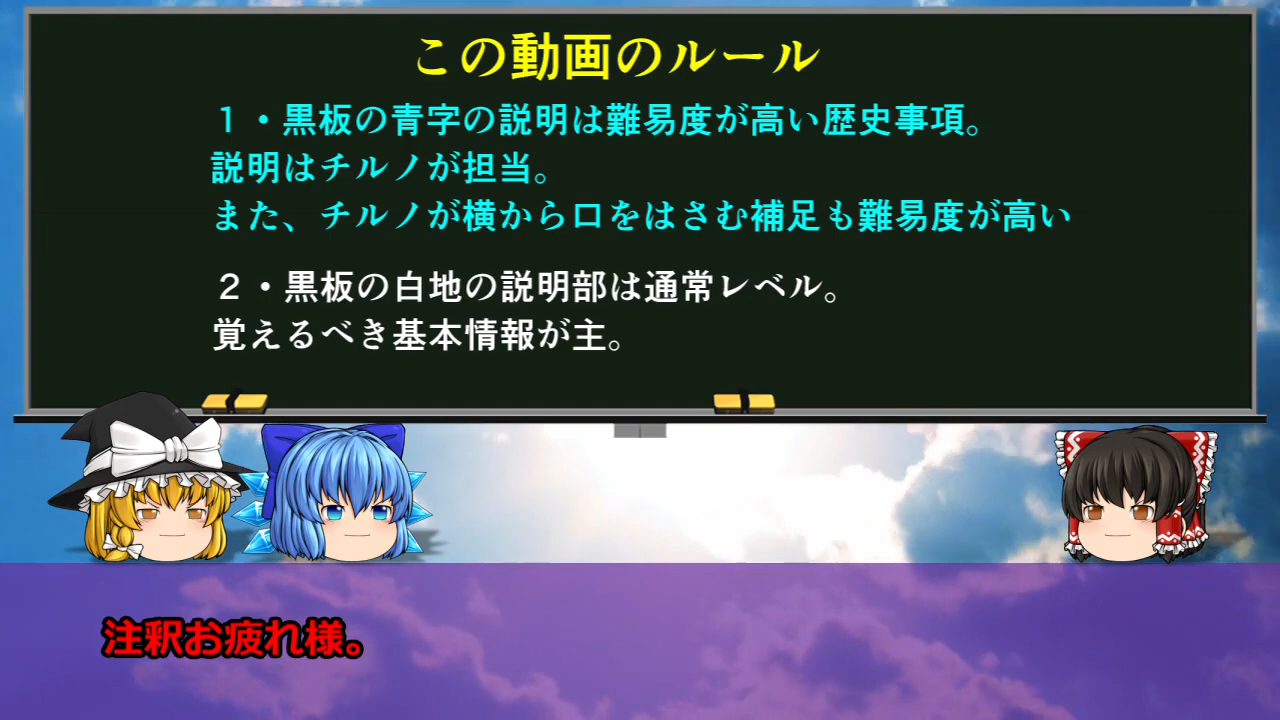 この動画のルール
１・黒板の青字の説明は難易度が高い歴史事項。
説明はチルノが担当。
また、チルノが横から口をはさむ補足も難易度が高い
２・黒板の白地の説明部は通常レベル。
覚えるべき基本情報が主。
注釈お疲れ様。